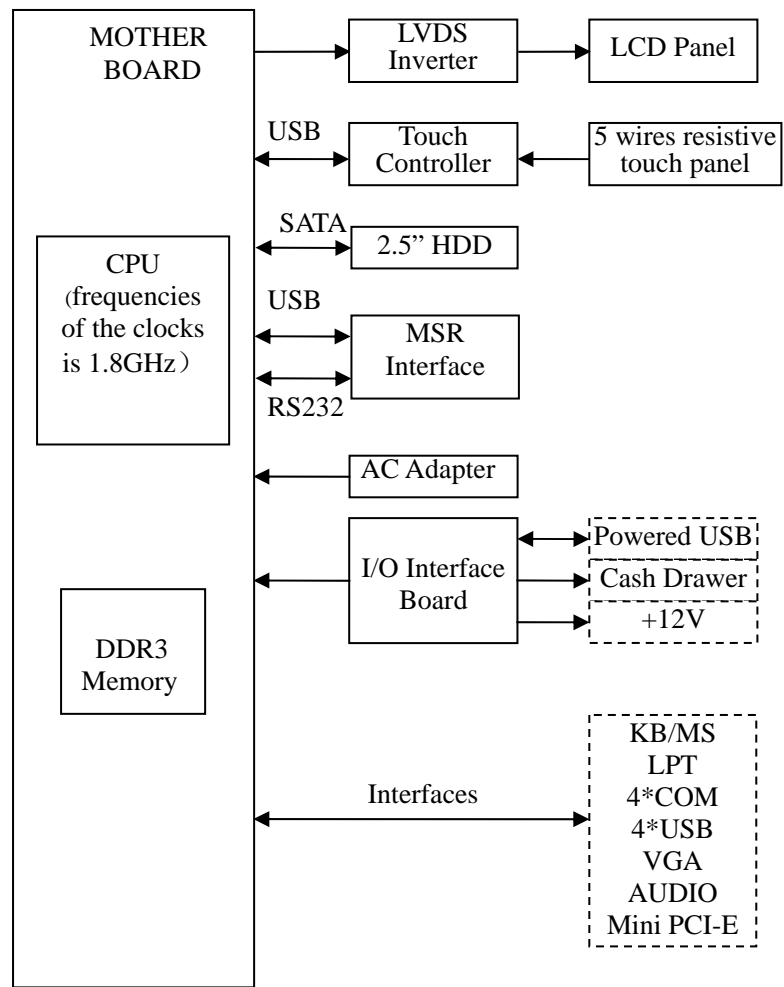 MOTHER
BOARD
LVDS
Inverter
LCD Panel
USB
Touch
Controller
5 wires resistive
touch panel
SATA
2.5” HDD
CPU
(frequencies
of the clocks
is 1.8GHz）
USB
MSR
Interface
RS232
AC Adapter
I/O Interface
Board
Powered USB
Cash Drawer
+12V
DDR3
Memory
Interfaces
KB/MS
LPT
4*COM
4*USB
VGA
AUDIO
Mini PCI-E